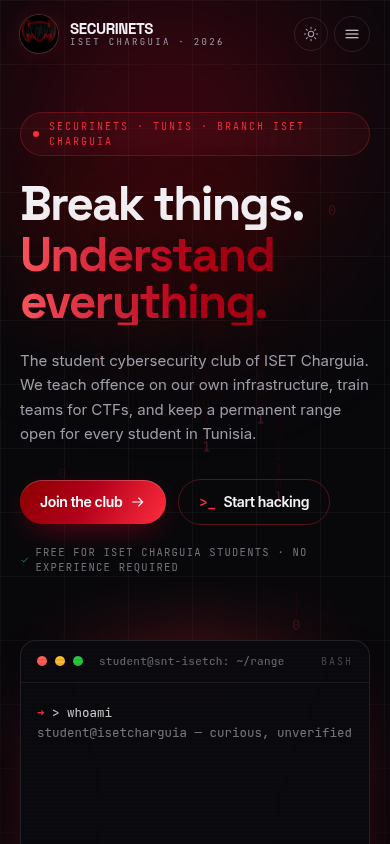 SECURINETS
ISET CHARGUIA · 2026
SECURINETS · TUNIS · BRANCH ISET
CHARGUIA
Break things.
Understand
everything.
The student cybersecurity club of ISET Charguia.
We teach offence on our own infrastructure, train
teams for CTFs, and keep a permanent range
open for every student in Tunisia.
Join the club →
>_ Start hacking
✓ FREE FOR ISET CHARGUIA STUDENTS · NO
EXPERIENCE REQUIRED
student@snt-isetch: ~/range BASH
→ > whoami
student@isetcharguia — curious, unverified